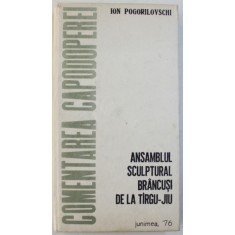 ION POGORILOVSCHI
COMENTAREA CAPODOPEREI
ANSAMBLUL
SCULPTURAL
BRÂNCUȘI
DE LA TÎRGU-JIU
junimea '76